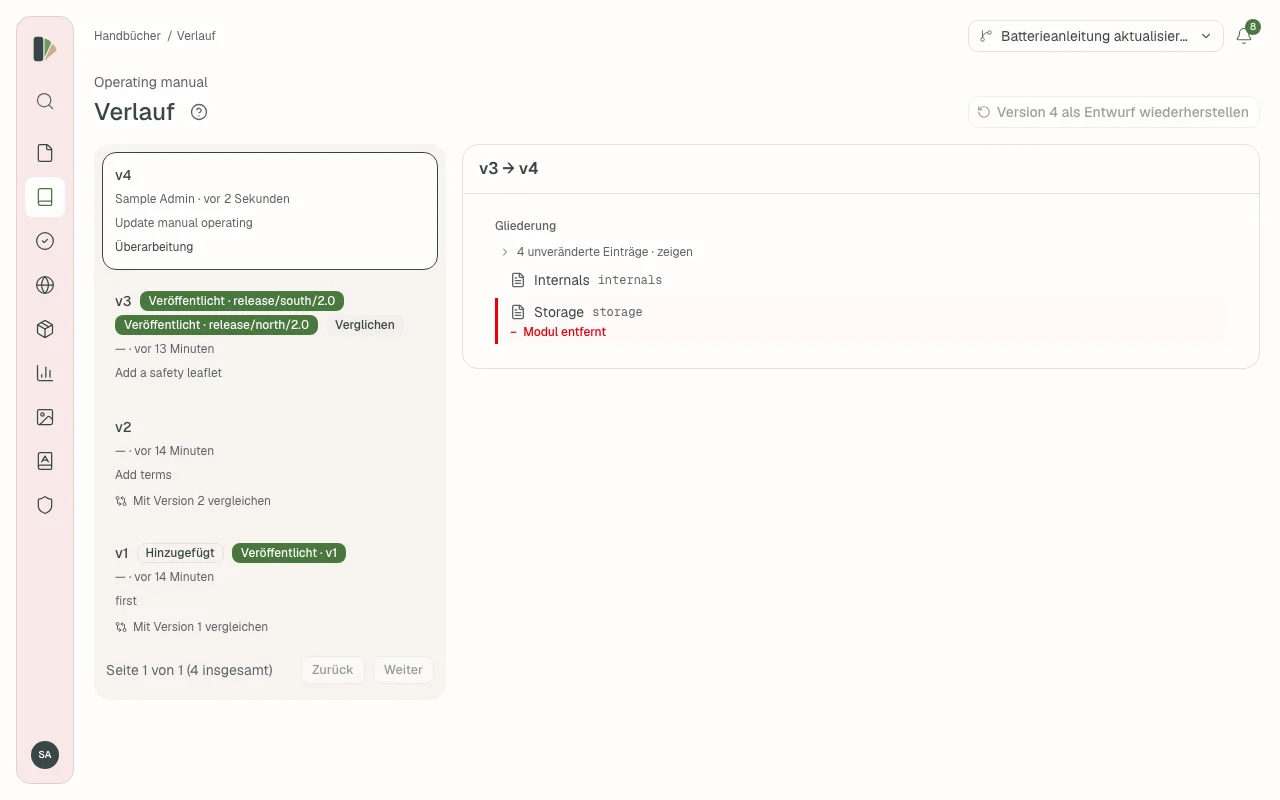 Handbücher / Verlauf
Batterieanleitung aktualisier...
8
Operating manual
Verlauf
Version 4 als Entwurf wiederherstellen
v4
Sample Admin · vor 2 Sekunden
Update manual operating
Überarbeitung
v3 Veröffentlicht · release/south/2.0
Veröffentlicht · release/north/2.0 Verglichen
— · vor 13 Minuten
Add a safety leaflet
v2
— · vor 14 Minuten
Add terms
Mit Version 2 vergleichen
v1 Hinzugefügt Veröffentlicht · v1
— · vor 14 Minuten
first
Mit Version 1 vergleichen
Seite 1 von 1 (4 insgesamt) Zurück Weiter
v3 → v4
Gliederung
4 unveränderte Einträge · zeigen
Internals internals
Storage storage
− Modul entfernt
SA